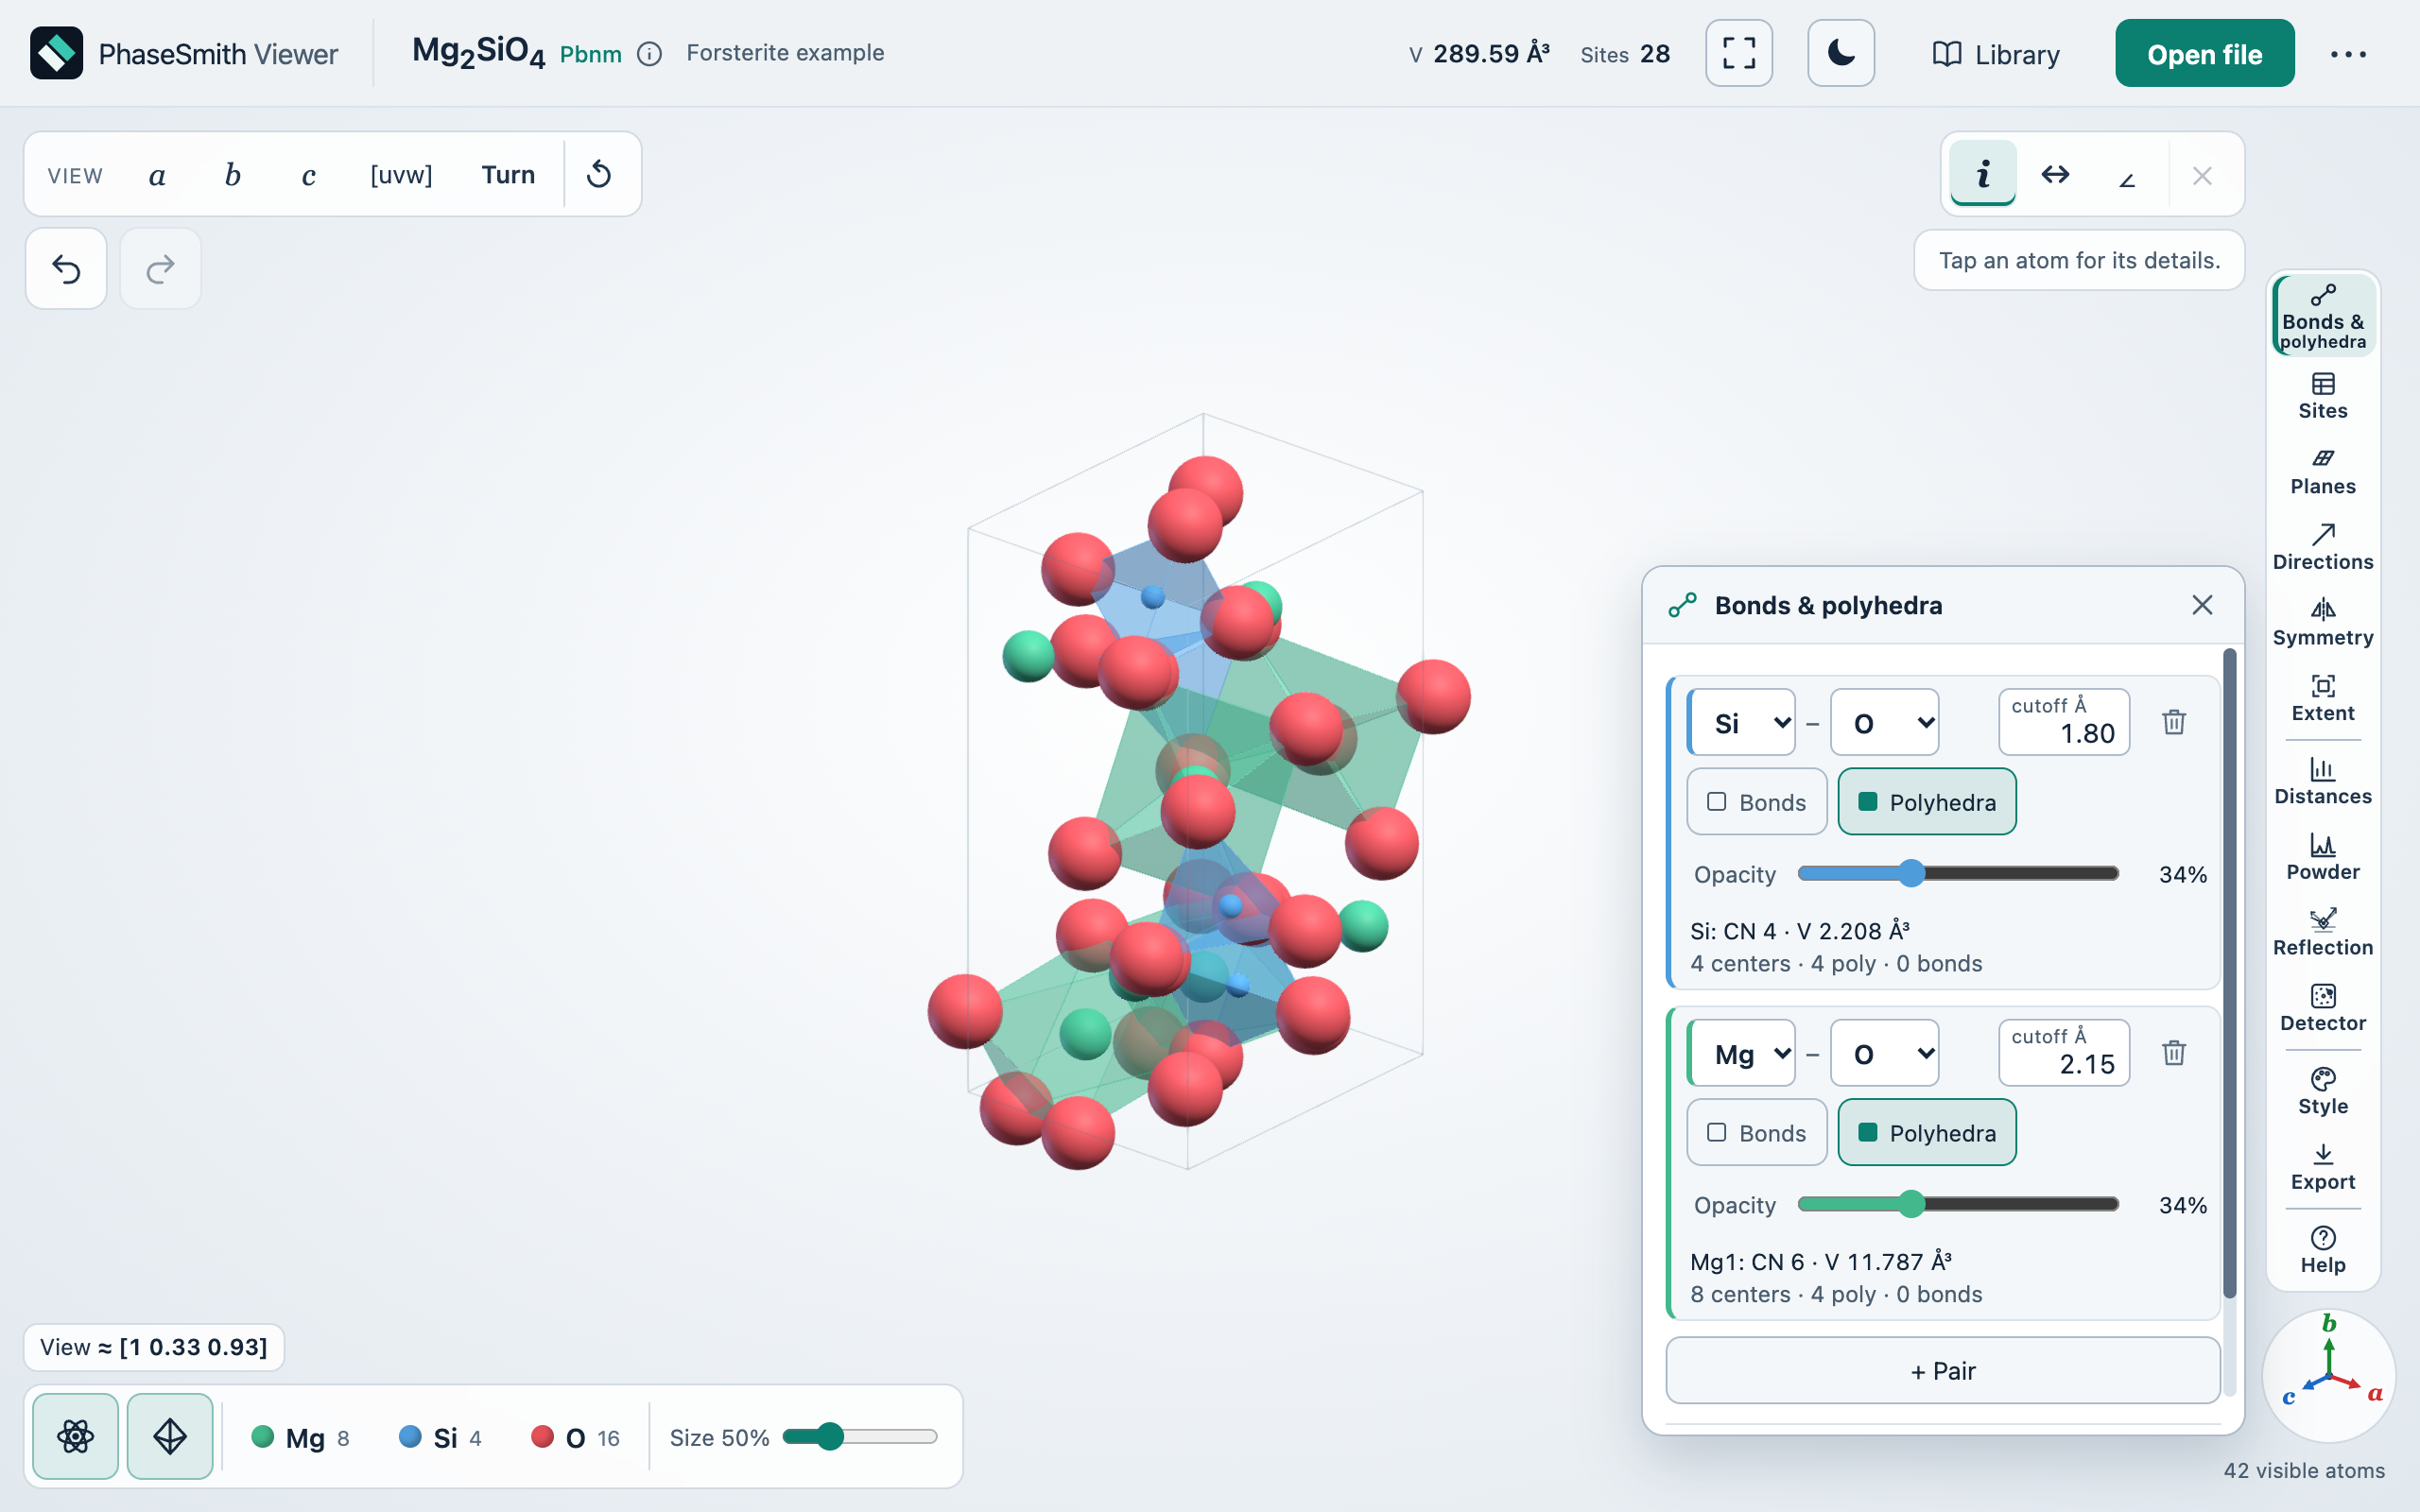 PhaseSmith Viewer
Mg₂SiO₄ Pbnm Forsterite example
V 289.59 Å³ Sites 28
Library
Open file
VIEW a b c [uvw] Turn
i
Tap an atom for its details.
Bonds &
polyhedra
Sites
Planes
Directions
Symmetry
Extent
Distances
Powder
Reflection
Detector
Style
Export
Help
Bonds & polyhedra
Si – O cutoff Å 1.80
Bonds Polyhedra
Opacity 34%
Si: CN 4 · V 2.208 Å³
4 centers · 4 poly · 0 bonds
Mg – O cutoff Å 2.15
Bonds Polyhedra
Opacity 34%
Mg1: CN 6 · V 11.787 Å³
8 centers · 4 poly · 0 bonds
+ Pair
View ≈ [1 0.33 0.93]
Mg 8 Si 4 O 16 Size 50%
b
c a
42 visible atoms